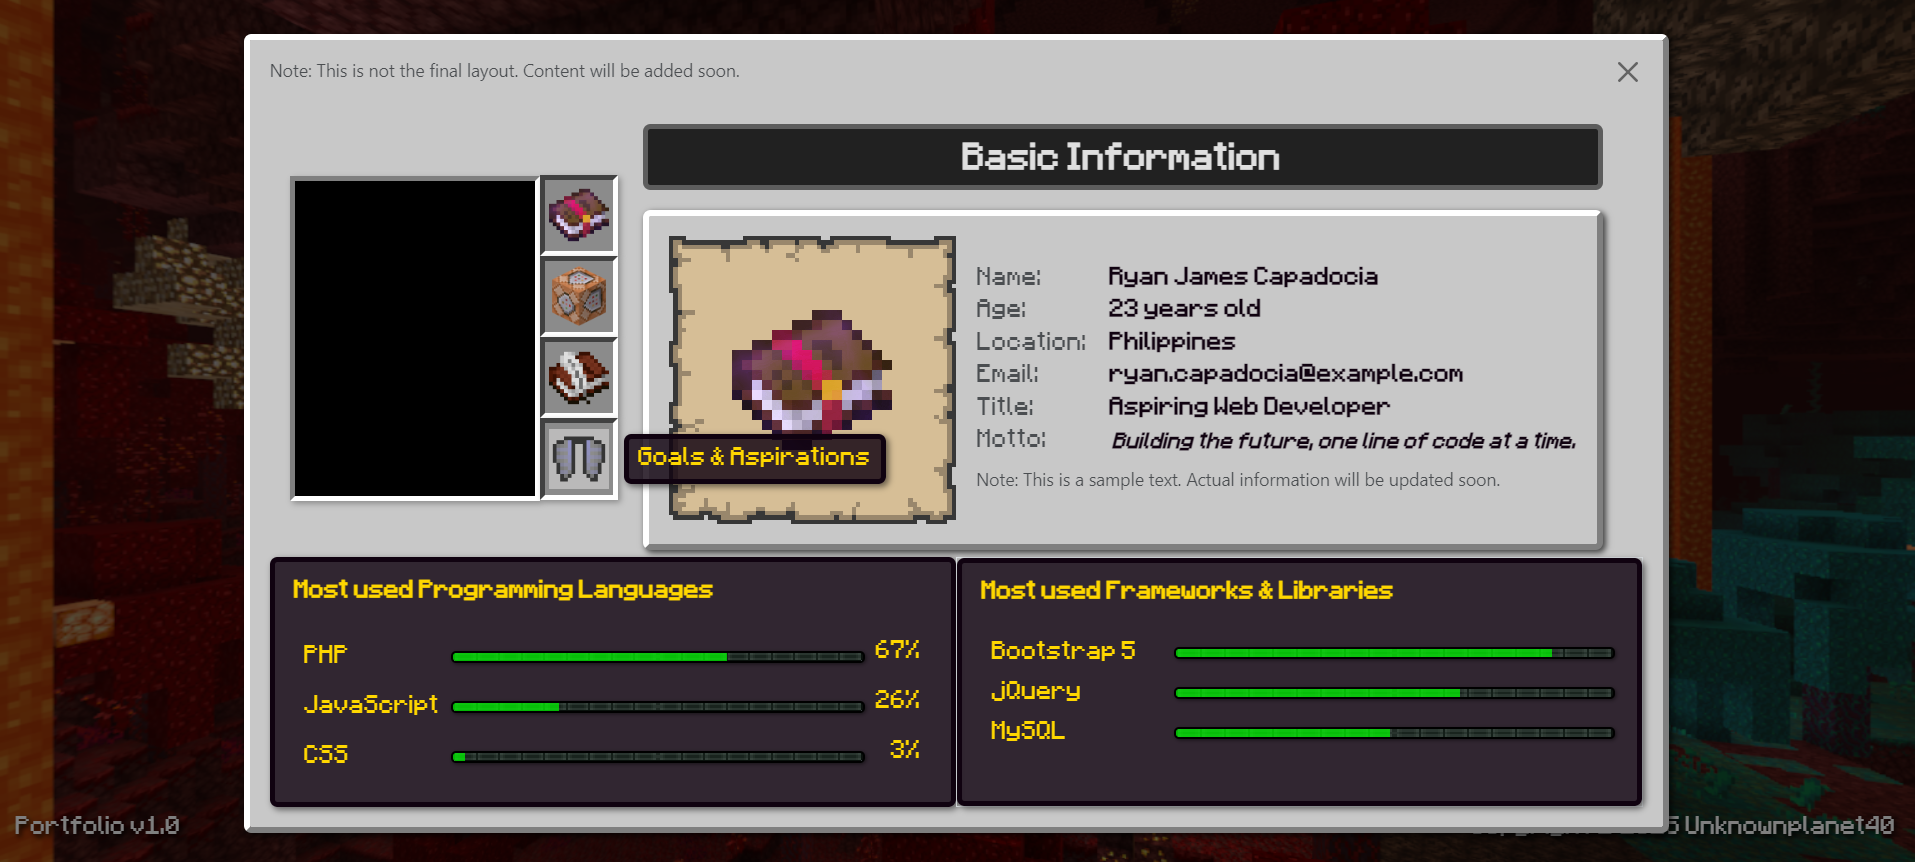 Note: This is not the final layout. Content will be added soon.
Basic Information
Name: Ryan James Capadocia
Age: 23 years old
Location: Philippines
Email: ryan.capadocia@example.com
Title: Aspiring Web Developer
Motto: Building the future, one line of code at a time.
Goals & Aspirations
Note: This is a sample text. Actual information will be updated soon.
Most used Programming Languages
PHP 67%
JavaScript 26%
CSS 3%
Most used Frameworks & Libraries
Bootstrap 5
jQuery
MySQL
Portfolio v1.0
Unknownplanet40